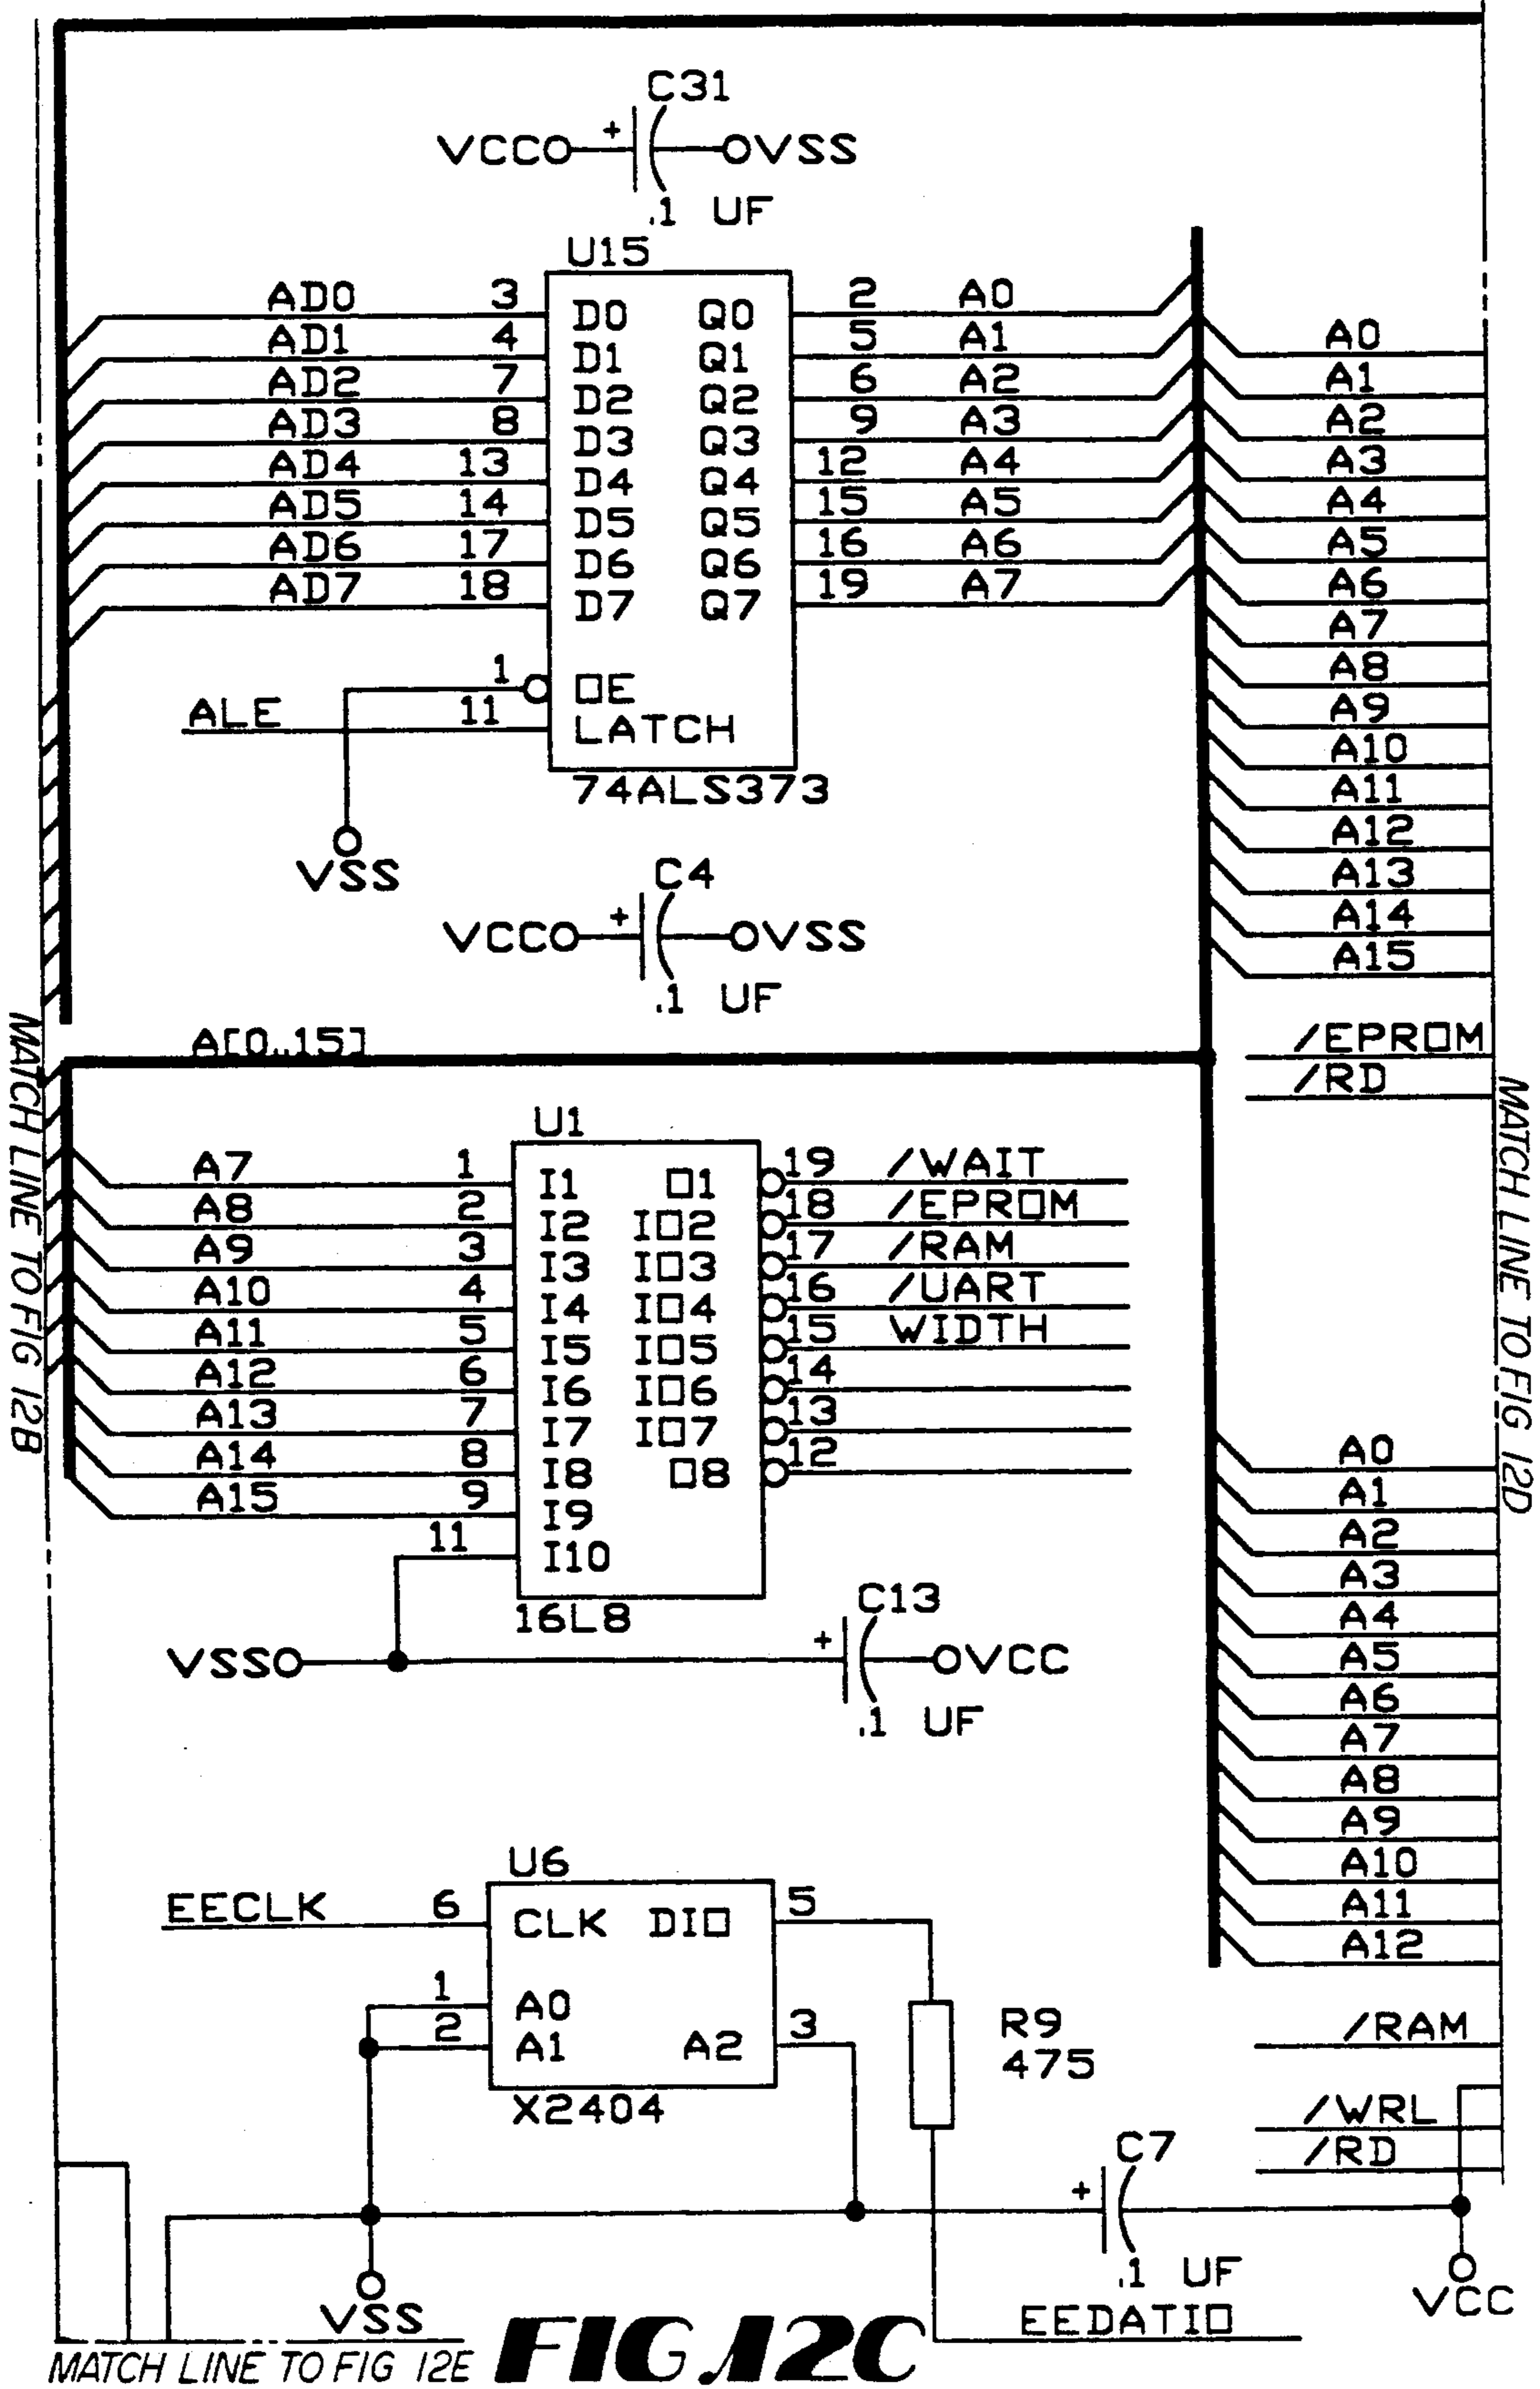 C31
VCC + VSS
.1 UF
U15
AD0 3 D0 Q0 2 A0
AD1 4 D1 Q1 5 A1
AD2 7 D2 Q2 6 A2
AD3 8 D3 Q3 9 A3
AD4 13 D4 Q4 12 A4
AD5 14 D5 Q5 15 A5
AD6 17 D6 Q6 16 A6
AD7 18 D7 Q7 19 A7
1 OE
ALE 11 LATCH
74ALS373
VSS
A0
A1
A2
A3
A4
A5
A6
A7
A8
A9
A10
A11
A12
A13
A14
A15
C4
VCC + VSS
.1 UF
/EPROM
/RD
A[0..15]
U1
A7 1 I1 O1 19 /WAIT
A8 2 I2 IO2 18 /EPROM
A9 3 I3 IO3 17 /RAM
A10 4 I4 IO4 16 /UART
A11 5 I5 IO5 15 WIDTH
A12 6 I6 IO6 14
A13 7 I7 IO7 13
A14 8 I8 O8 12
A15 9 I9
11 I10
16L8
C13
VSS + VCC
.1 UF
A0
A1
A2
A3
A4
A5
A6
A7
A8
A9
A10
A11
A12
U6
EECLK 6 CLK DIO 5
1 A0
2 A1 A2 3
X2404
R9
475
/RAM
/WRL
/RD
C7
+
.1 UF
VCC
VSS
EEDATIO
MATCH LINE TO FIG 12B
MATCH LINE TO FIG 12D
MATCH LINE TO FIG 12E
FIG.12C